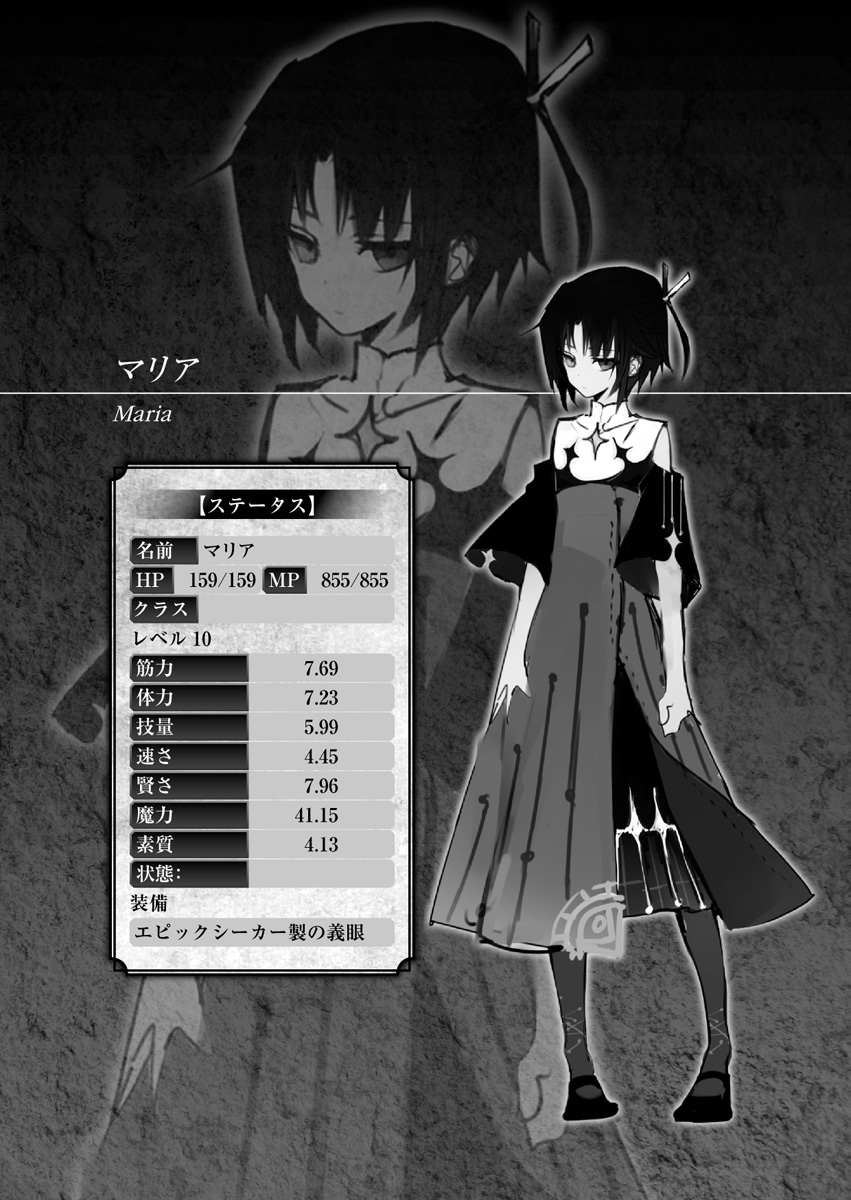 マリア
Maria
【ステータス】
名前 マリア
HP 159/159 MP 855/855
クラス
レベル 10
筋力 7.69
体力 7.23
技量 5.99
速さ 4.45
賢さ 7.96
魔力 41.15
素質 4.13
状態:
装備
エピックシーカー製の義眼